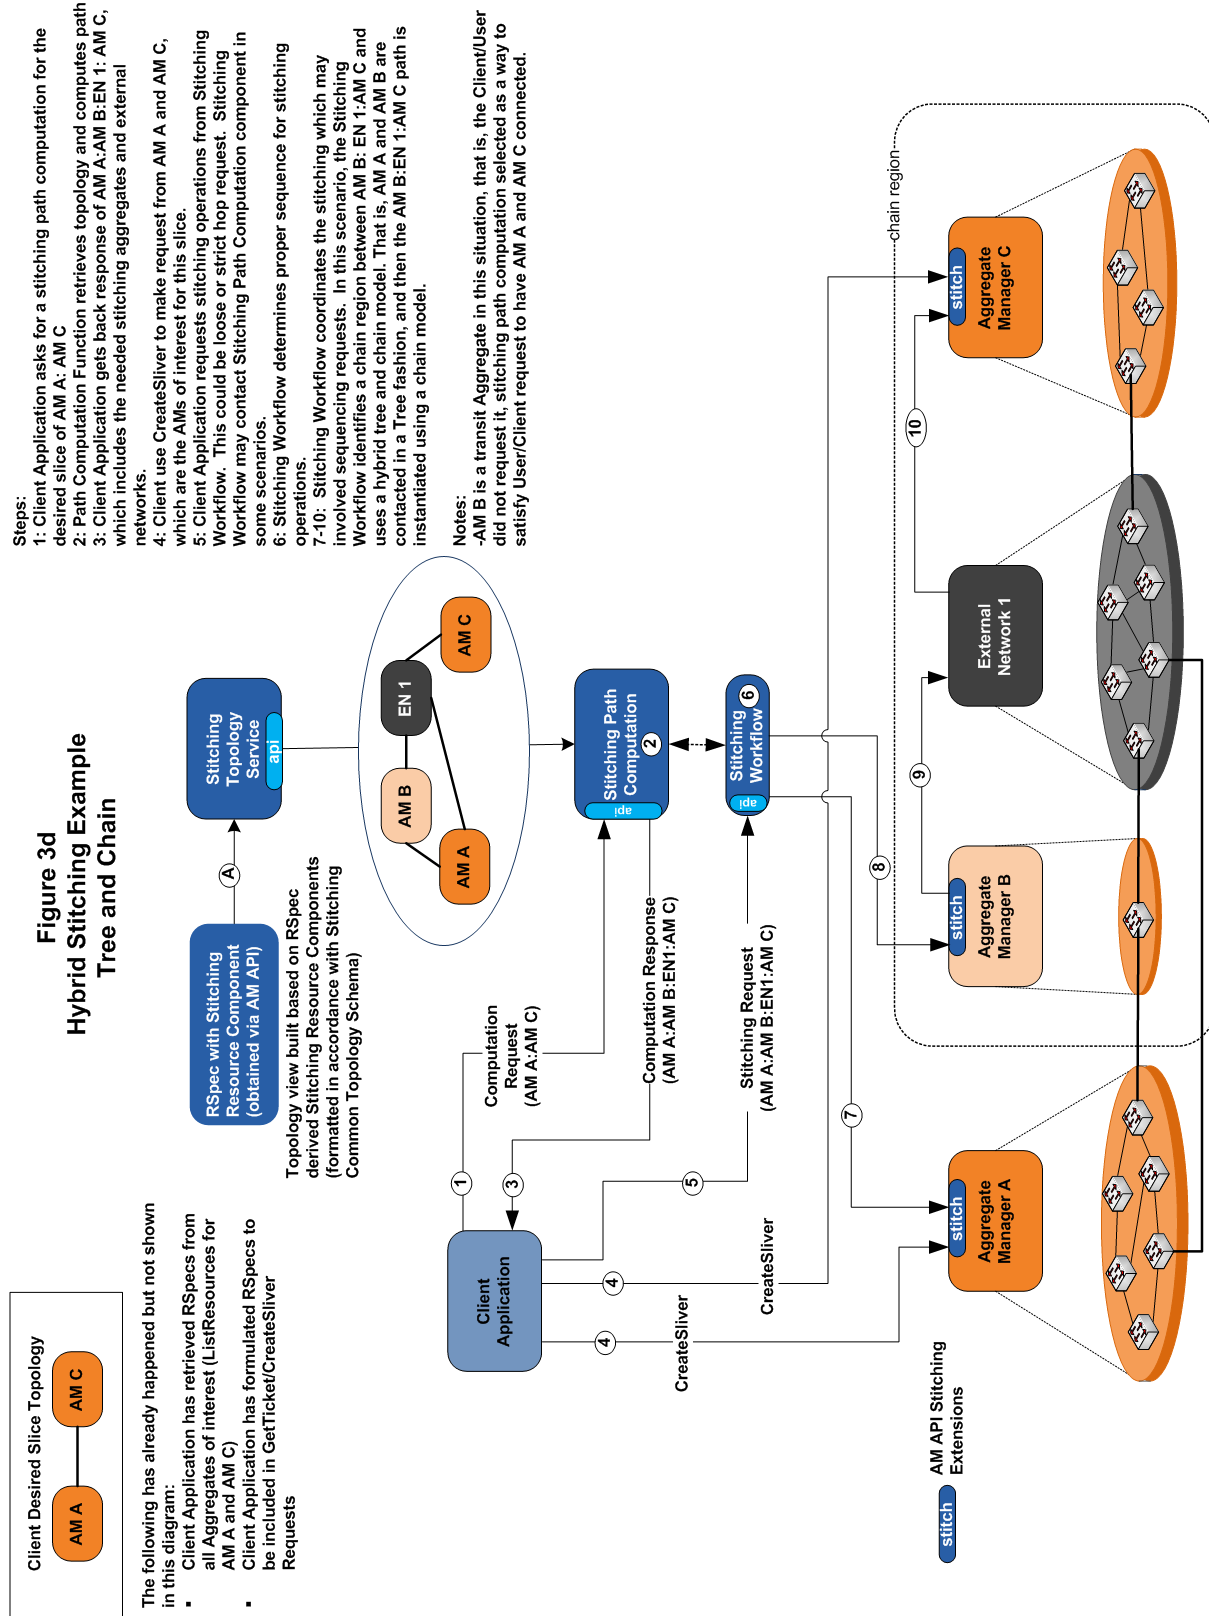 Figure 3d
Hybrid Stitching Example
Tree and Chain
Client Desired Slice Topology
AM A
AM C
The following has already happened but not shown
in this diagram:
▪ Client Application has retrieved RSpecs from
all Aggregates of interest (ListResources for
AM A and AM C)
▪ Client Application has formulated RSpecs to
be included in GetTicket/CreateSliver
Requests
RSpec with Stitching
Resource Component
(obtained via AM API)
A
Stitching
Topology
Service
api
Topology view built based on RSpec
derived Stitching Resource Components
(formatted in accordance with Stitching
Common Topology Schema)
AM A
AM B
EN 1
AM C
Steps:
1: Client Application asks for a stitching path computation for the
desired slice of AM A: AM C
2: Path Computation Function retrieves topology and computes path
3: Client Application gets back response of AM A:AM B:EN 1: AM C,
which includes the needed stitching aggregates and external
networks.
4: Client use CreateSliver to make request from AM A and AM C,
which are the AMs of interest for this slice.
5: Client Application requests stitching operations from Stitching
Workflow. This could be loose or strict hop request. Stitching
Workflow may contact Stitching Path Computation component in
some scenarios.
6: Stitching Workflow determines proper sequence for stitching
operations.
7-10: Stitching Workflow coordinates the stitching which may
involved sequencing requests. In this scenario, the Stitching
Workflow identifies a chain region between AM B: EN 1:AM C and
uses a hybrid tree and chain model. That is, AM A and AM B are
contacted in a Tree fashion, and then the AM B:EN 1:AM C path is
instantiated using a chain model.
Notes:
-AM B is a transit Aggregate in this situation, that is, the Client/User
did not request it, stitching path computation selected as a way to
satisfy User/Client request to have AM A and AM C connected.
Client
Application
1
Computation
Request
(AM A:AM C)
api
Stitching Path
Computation
2
3
Computation Response
(AM A:AM B:EN1:AM C)
5
Stitching Request
(AM A:AM B:EN1:AM C)
api
Stitching
Workflow
6
4
CreateSliver
4
CreateSliver
7
8
9
10
chain region
stitch
Aggregate
Manager A
stitch
Aggregate
Manager B
External
Network 1
stitch
Aggregate
Manager C
stitch
AM API Stitching
Extensions